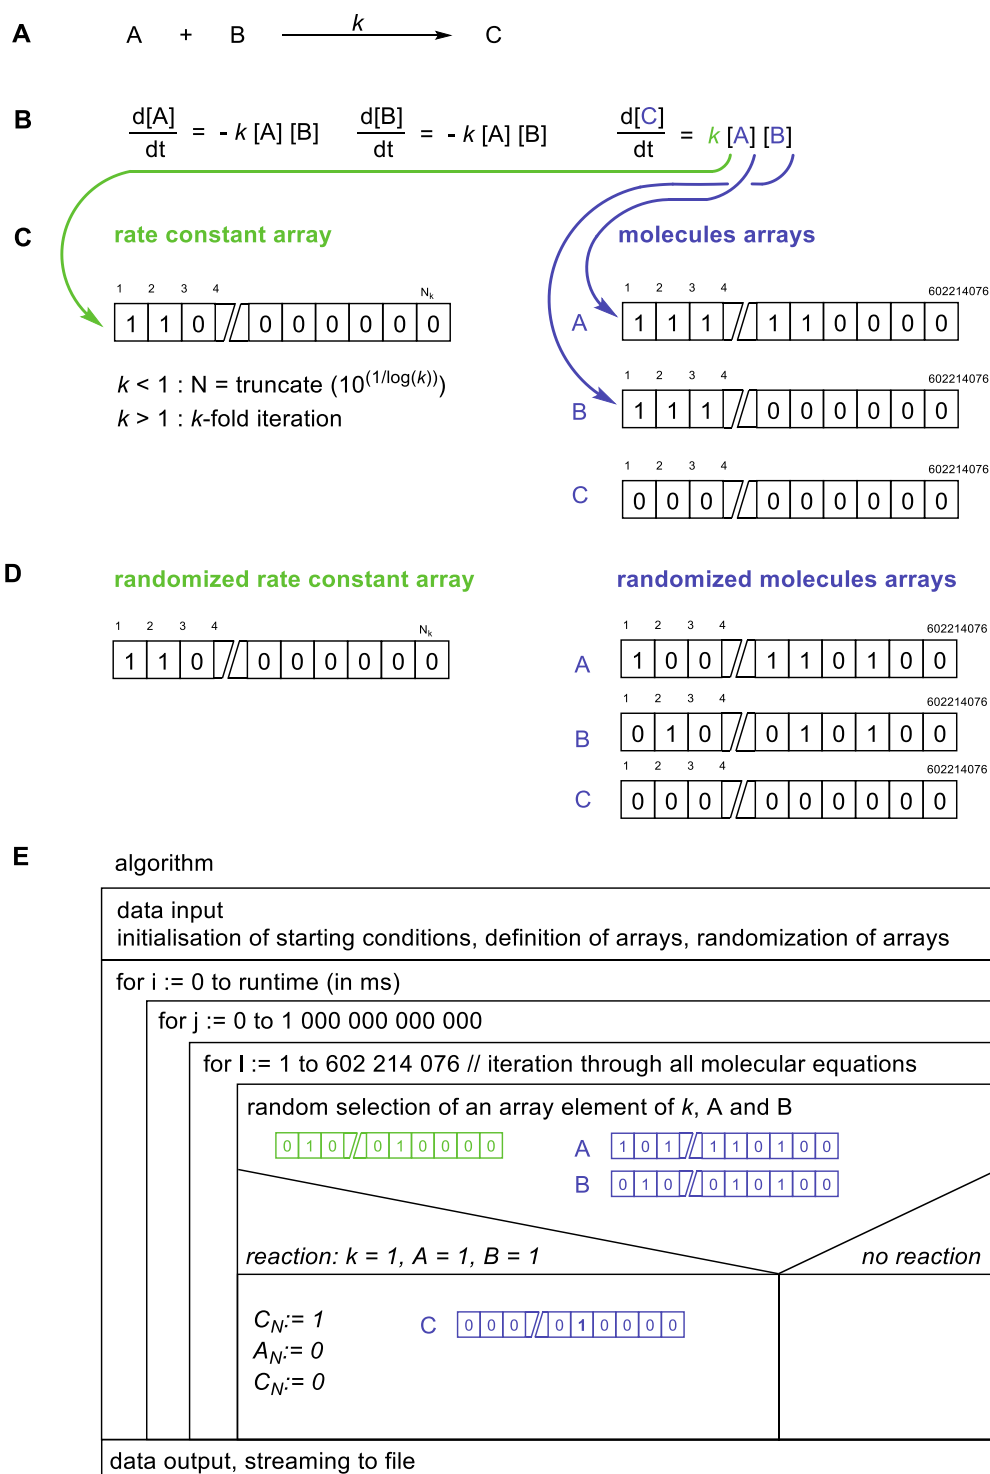 A A + B k C
B d[A]/dt = - k [A] [B] d[B]/dt = - k [A] [B] d[C]/dt = k [A] [B]
C rate constant array molecules arrays
1 2 3 4 N_k
1 1 0 0 0 0 0 0 0
k < 1 : N = truncate (10^(1/log(k)))
k > 1 : k-fold iteration
1 2 3 4 602214076
A 1 1 1 1 1 0 0 0 0
1 2 3 4 602214076
B 1 1 1 0 0 0 0 0 0
1 2 3 4 602214076
C 0 0 0 0 0 0 0 0 0
D randomized rate constant array randomized molecules arrays
1 2 3 4 N_k
1 1 0 0 0 0 0 0 0
1 2 3 4 602214076
A 1 0 0 1 1 0 1 0 0
1 2 3 4 602214076
B 0 1 0 0 1 0 1 0 0
1 2 3 4 602214076
C 0 0 0 0 0 0 0 0 0
E algorithm
data input
initialisation of starting conditions, definition of arrays, randomization of arrays
for i := 0 to runtime (in ms)
for j := 0 to 1 000 000 000 000
for l := 1 to 602 214 076 // iteration through all molecular equations
random selection of an array element of k, A and B
0 1 0 0 1 0 0 0 0 A 1 0 1 1 1 0 1 0 0
B 0 1 0 0 1 0 1 0 0
reaction: k = 1, A = 1, B = 1 no reaction
C_N:= 1 C 0 0 0 0 1 0 0 0 0
A_N:= 0
C_N:= 0
data output, streaming to file